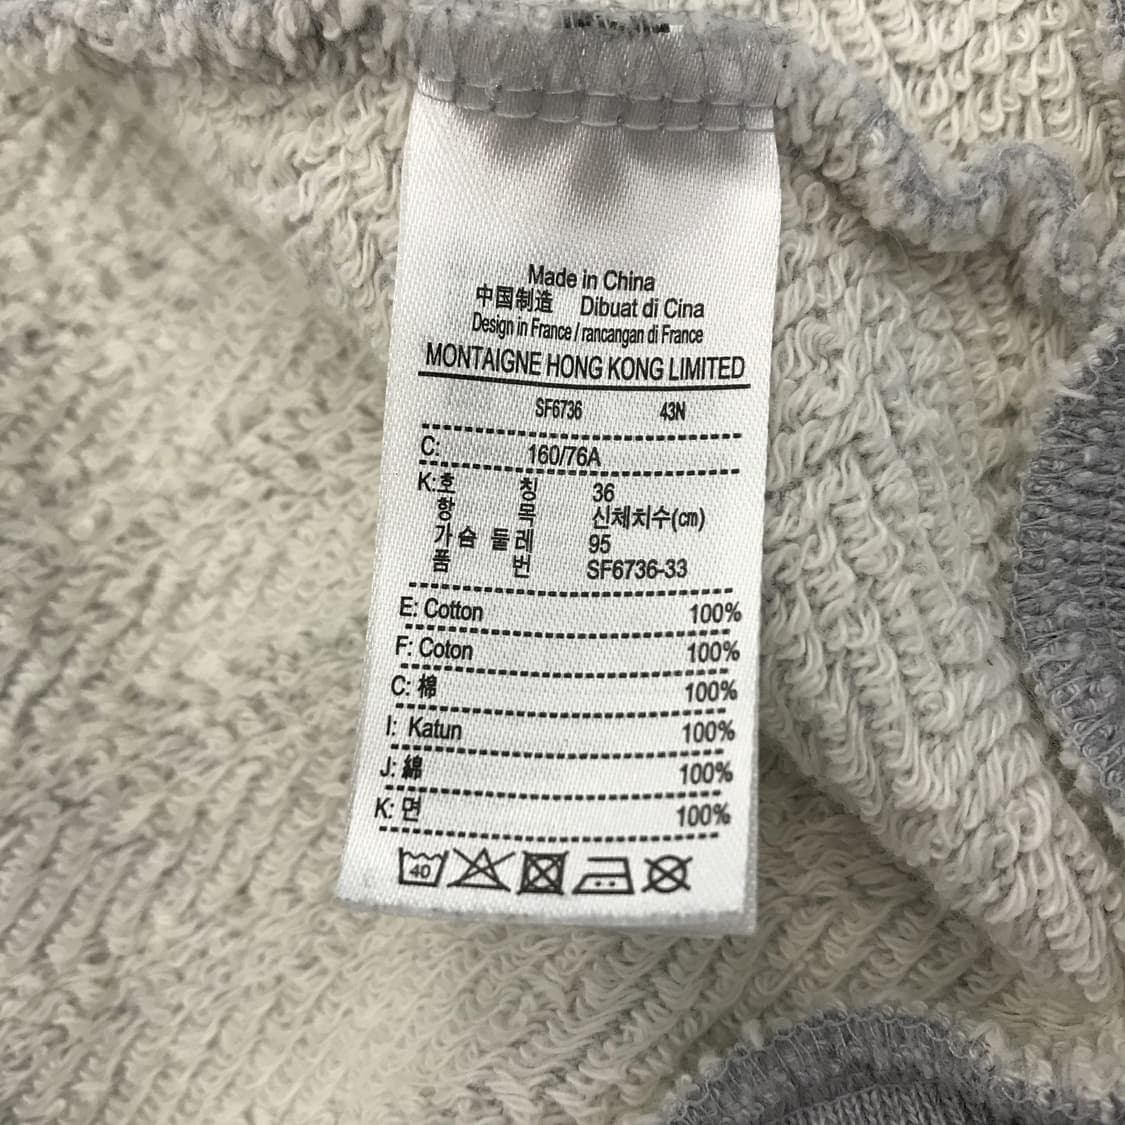 Made in China
中国制造 Dibuat di Cina
Design in France / rancangan di France
MONTAIGNE HONG KONG LIMITED
SF6736 43N
C: 160/76A
K:호 칭 36
항 목 신체치수(cm)
가슴 둘레 95
품 번 SF6736-33
E: Cotton 100%
F: Coton 100%
C: 棉 100%
I: Katun 100%
J: 綿 100%
K: 면 100%
40